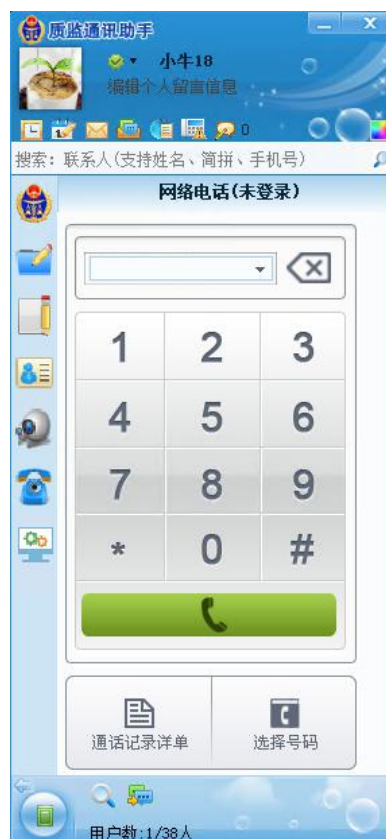 质监通讯助手
小牛18
编辑个人留言信息
0
搜索：联系人(支持姓名、简拼、手机号)
网络电话(未登录)
1 2 3
4 5 6
7 8 9
* 0 #
通话记录详单 选择号码
用户数:1/38人